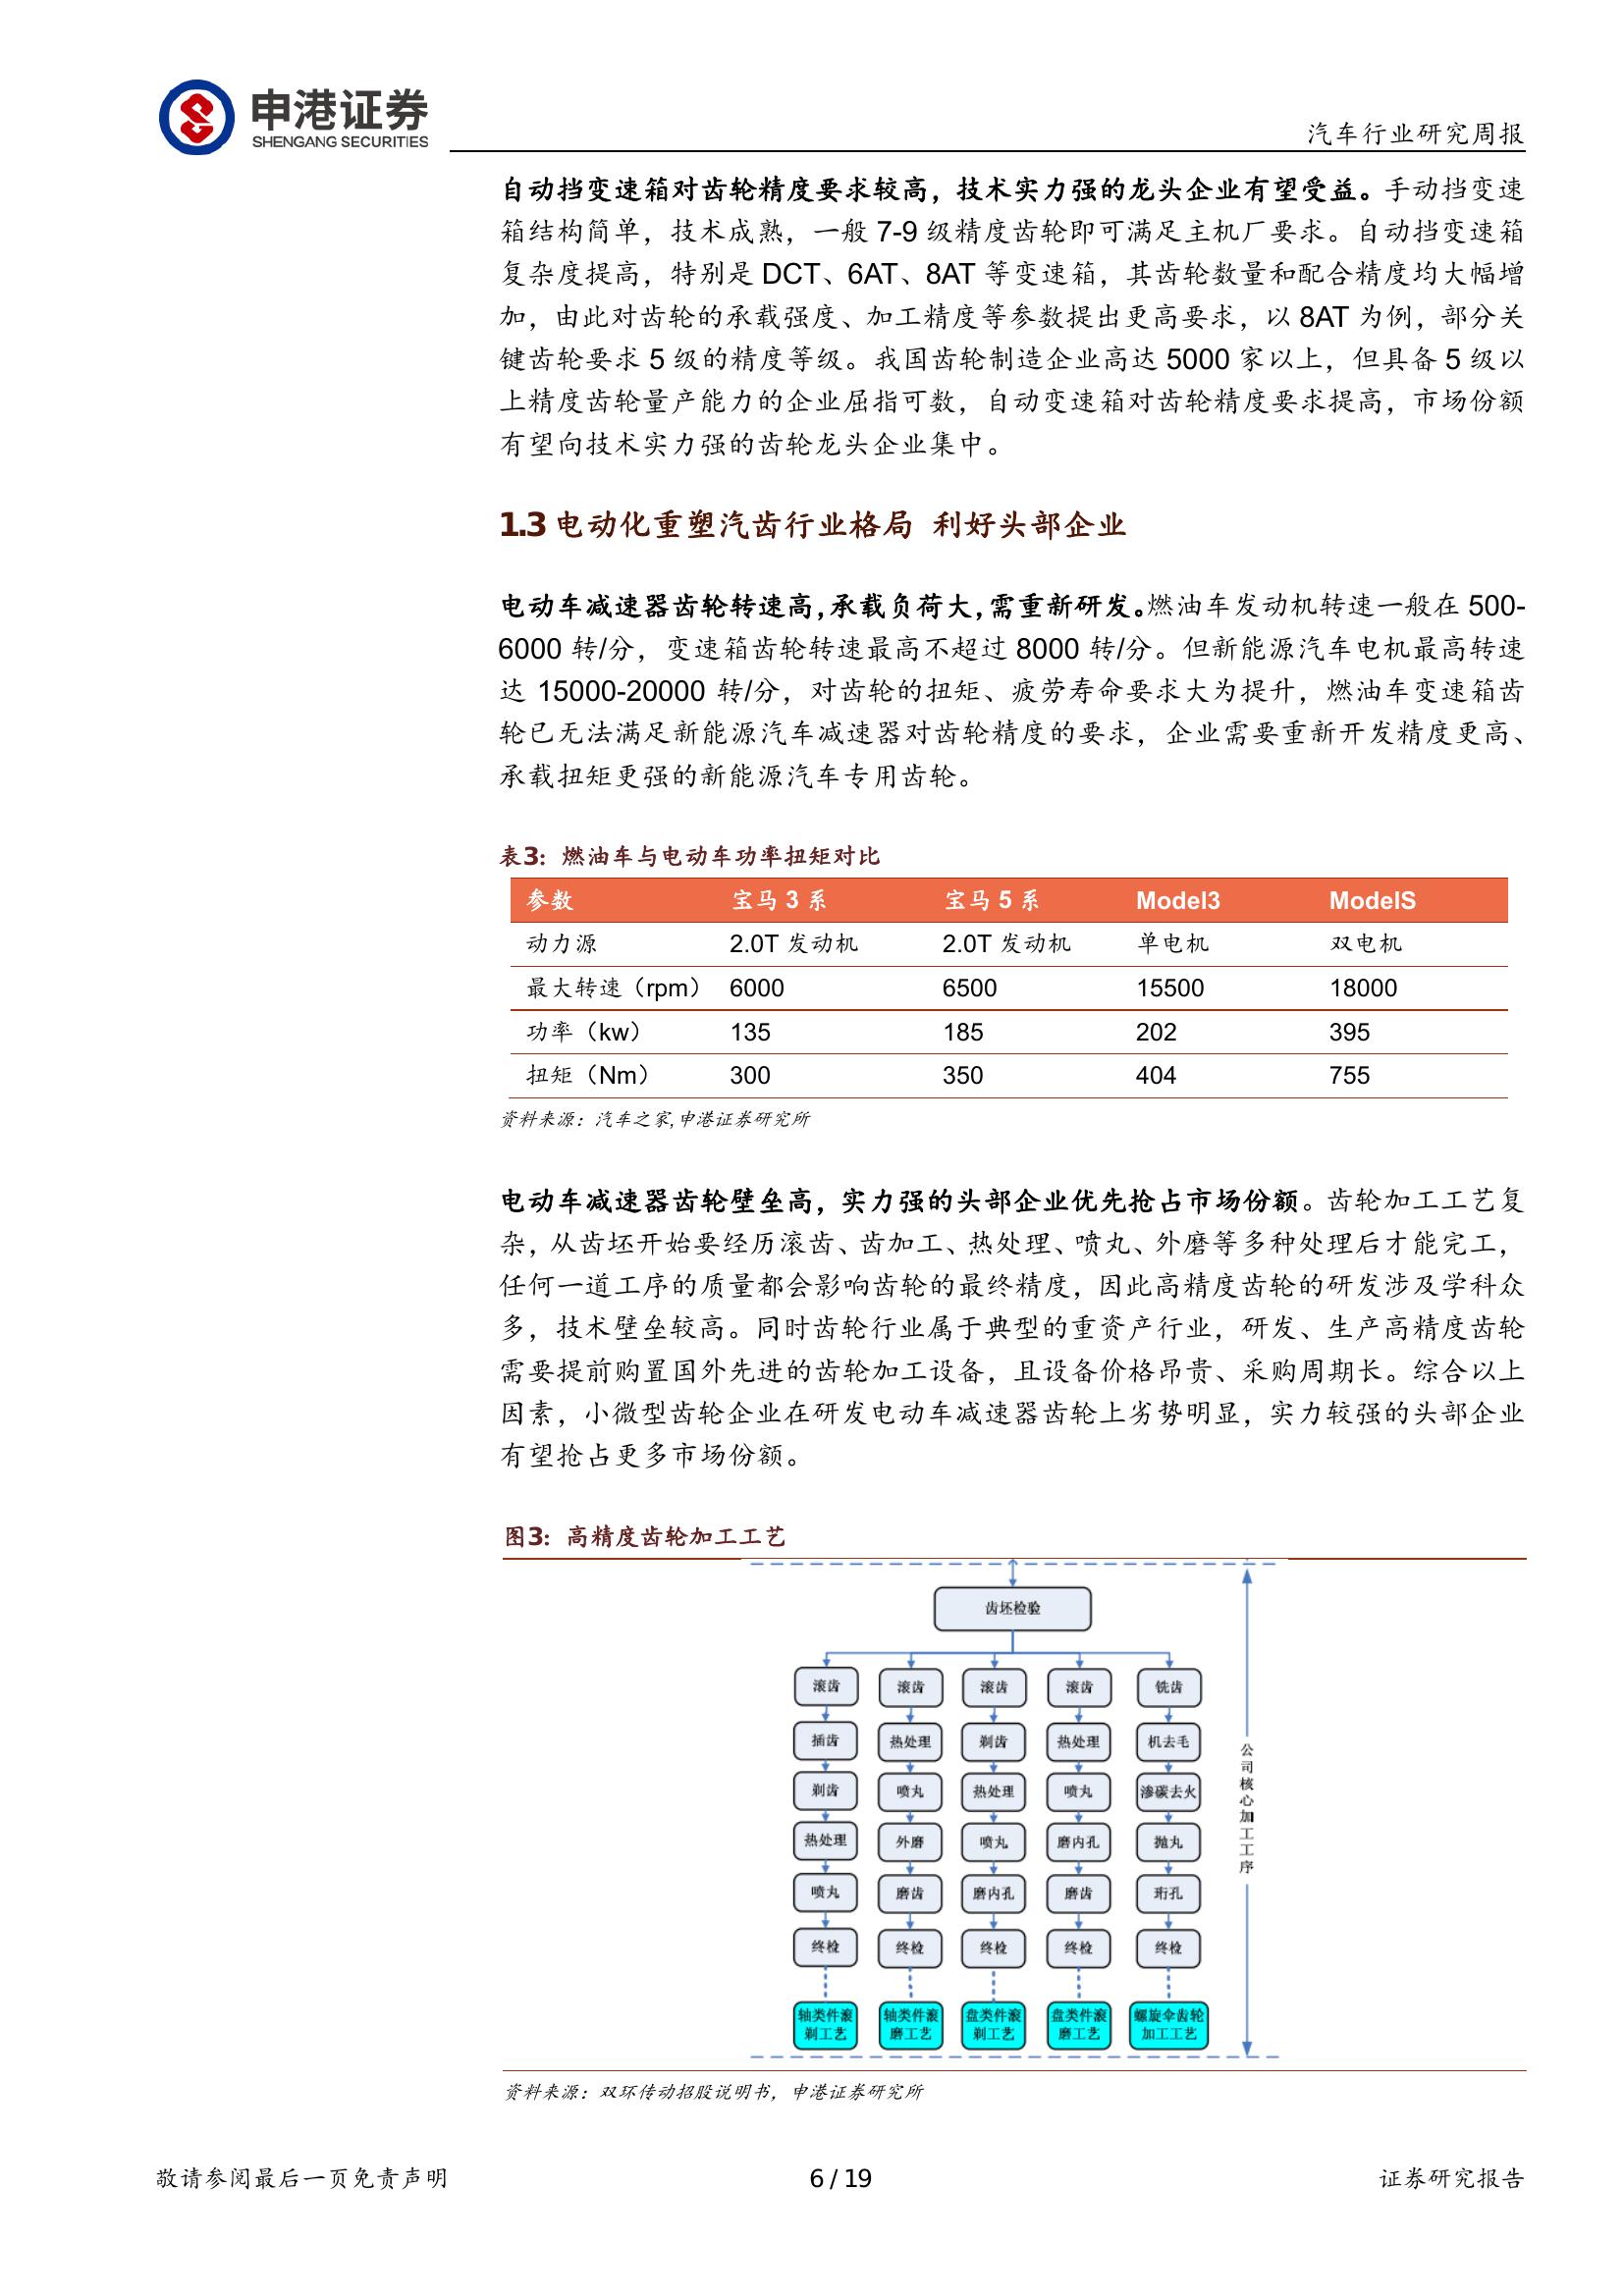 申港证券
SHENGANG SECURITIES
汽车行业研究周报
自动挡变速箱对齿轮精度要求较高，技术实力强的龙头企业有望受益。手动挡变速
箱结构简单，技术成熟，一般 7-9 级精度齿轮即可满足主机厂要求。自动挡变速箱
复杂度提高，特别是 DCT、6AT、8AT 等变速箱，其齿轮数量和配合精度均大幅增
加，由此对齿轮的承载强度、加工精度等参数提出更高要求，以 8AT 为例，部分关
键齿轮要求 5 级的精度等级。我国齿轮制造企业高达 5000 家以上，但具备 5 级以
上精度齿轮量产能力的企业屈指可数，自动变速箱对齿轮精度要求提高，市场份额
有望向技术实力强的齿轮龙头企业集中。
1.3 电动化重塑汽齿行业格局 利好头部企业
电动车减速器齿轮转速高，承载负荷大，需重新研发。燃油车发动机转速一般在 500-
6000 转/分，变速箱齿轮转速最高不超过 8000 转/分。但新能源汽车电机最高转速
达 15000-20000 转/分，对齿轮的扭矩、疲劳寿命要求大为提升，燃油车变速箱齿
轮已无法满足新能源汽车减速器对齿轮精度的要求，企业需要重新开发精度更高、
承载扭矩更强的新能源汽车专用齿轮。
表3：燃油车与电动车功率扭矩对比
参数 宝马 3 系 宝马 5 系 Model3 ModelS
动力源 2.0T 发动机 2.0T 发动机 单电机 双电机
最大转速（rpm） 6000 6500 15500 18000
功率（kw） 135 185 202 395
扭矩（Nm） 300 350 404 755
资料来源：汽车之家,申港证券研究所
电动车减速器齿轮壁垒高，实力强的头部企业优先抢占市场份额。齿轮加工工艺复
杂，从齿坯开始要经历滚齿、齿加工、热处理、喷丸、外磨等多种处理后才能完工，
任何一道工序的质量都会影响齿轮的最终精度，因此高精度齿轮的研发涉及学科众
多，技术壁垒较高。同时齿轮行业属于典型的重资产行业，研发、生产高精度齿轮
需要提前购置国外先进的齿轮加工设备，且设备价格昂贵、采购周期长。综合以上
因素，小微型齿轮企业在研发电动车减速器齿轮上劣势明显，实力较强的头部企业
有望抢占更多市场份额。
图3：高精度齿轮加工工艺
齿坯检验
滚齿 滚齿 滚齿 滚齿 铣齿
插齿 热处理 剃齿 热处理 机去毛
剃齿 喷丸 热处理 喷丸 渗碳去火
热处理 外磨 喷丸 磨内孔 抛丸
喷丸 磨齿 磨内孔 磨齿 珩孔
终检 终检 终检 终检 终检
轴类件滚 轴类件滚 盘类件滚 盘类件滚 螺旋伞齿轮
剃工艺 磨工艺 剃工艺 磨工艺 加工工艺
公司核心加工工序
资料来源：双环传动招股说明书，申港证券研究所
敬请参阅最后一页免责声明 6 / 19 证券研究报告